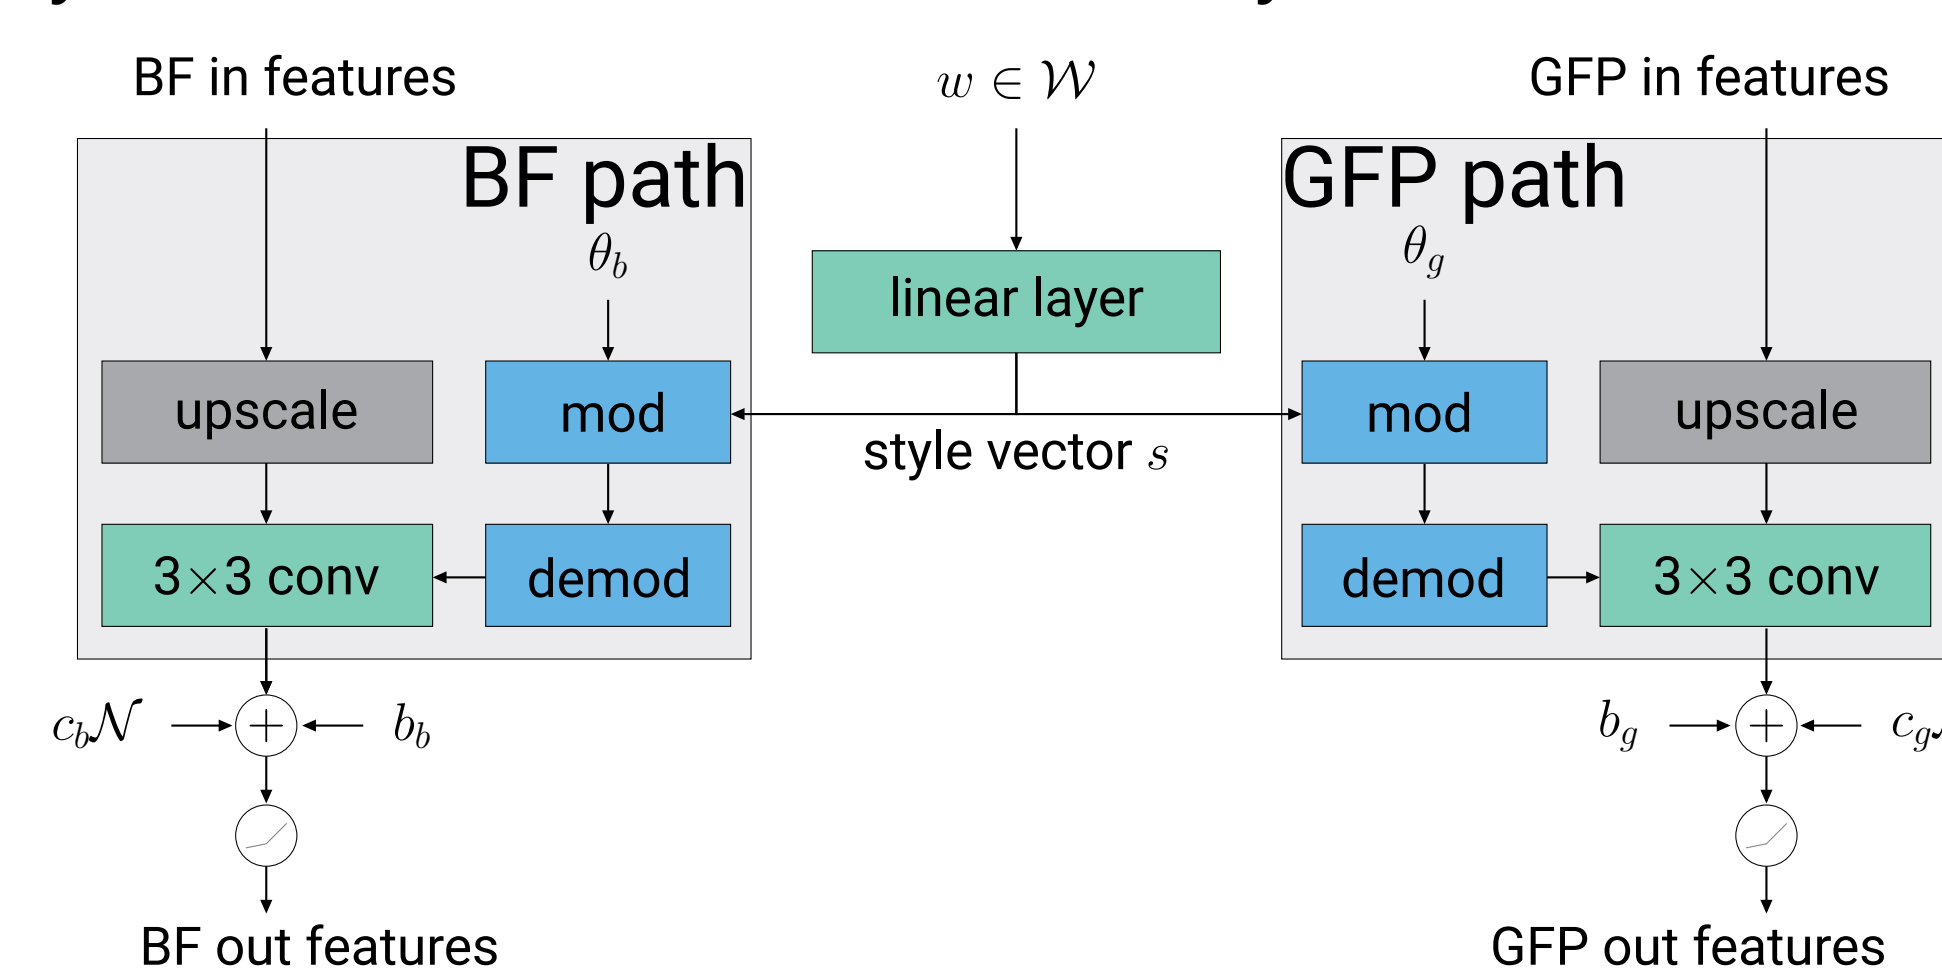 BF in features
w ∈ 𝒲
GFP in features
BF path
GFP path
θ_b
θ_g
linear layer
upscale
mod
mod
upscale
style vector s
3×3 conv
demod
demod
3×3 conv
c_b𝒩
b_b
b_g
c_g
BF out features
GFP out features